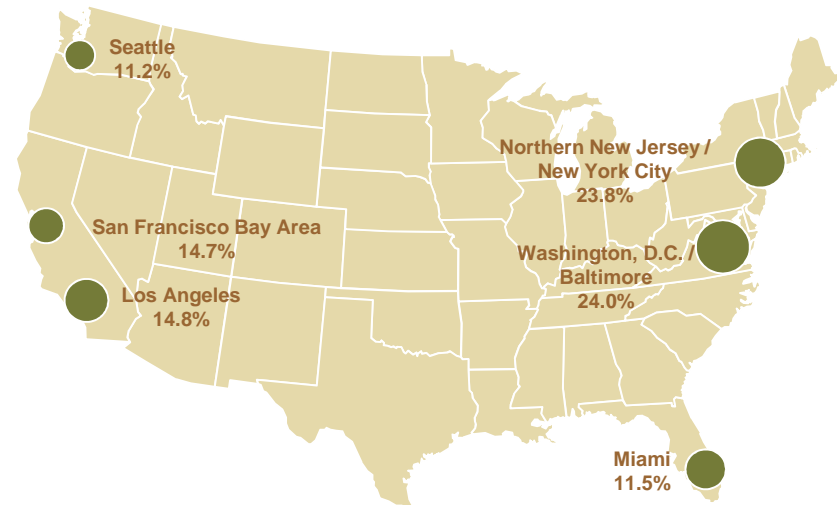 Seattle
11.2%
Northern New Jersey /
New York City
23.8%
San Francisco Bay Area
14.7%
Washington, D.C. /
Baltimore
24.0%
Los Angeles
14.8%
Miami
11.5%